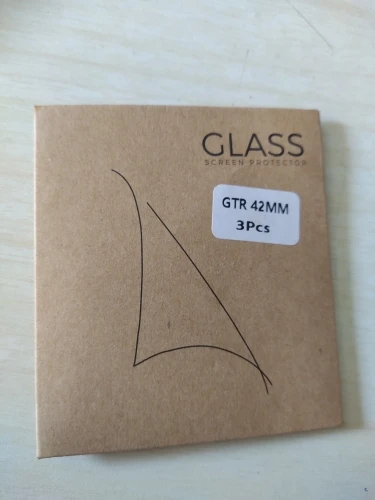 GLASS
SCREEN PROTECTOR
GTR 42MM
3Pcs